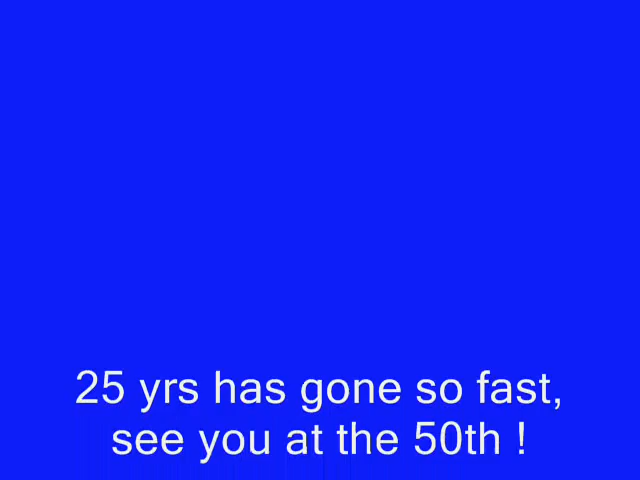 25 yrs has gone so fast,
see you at the 50th !